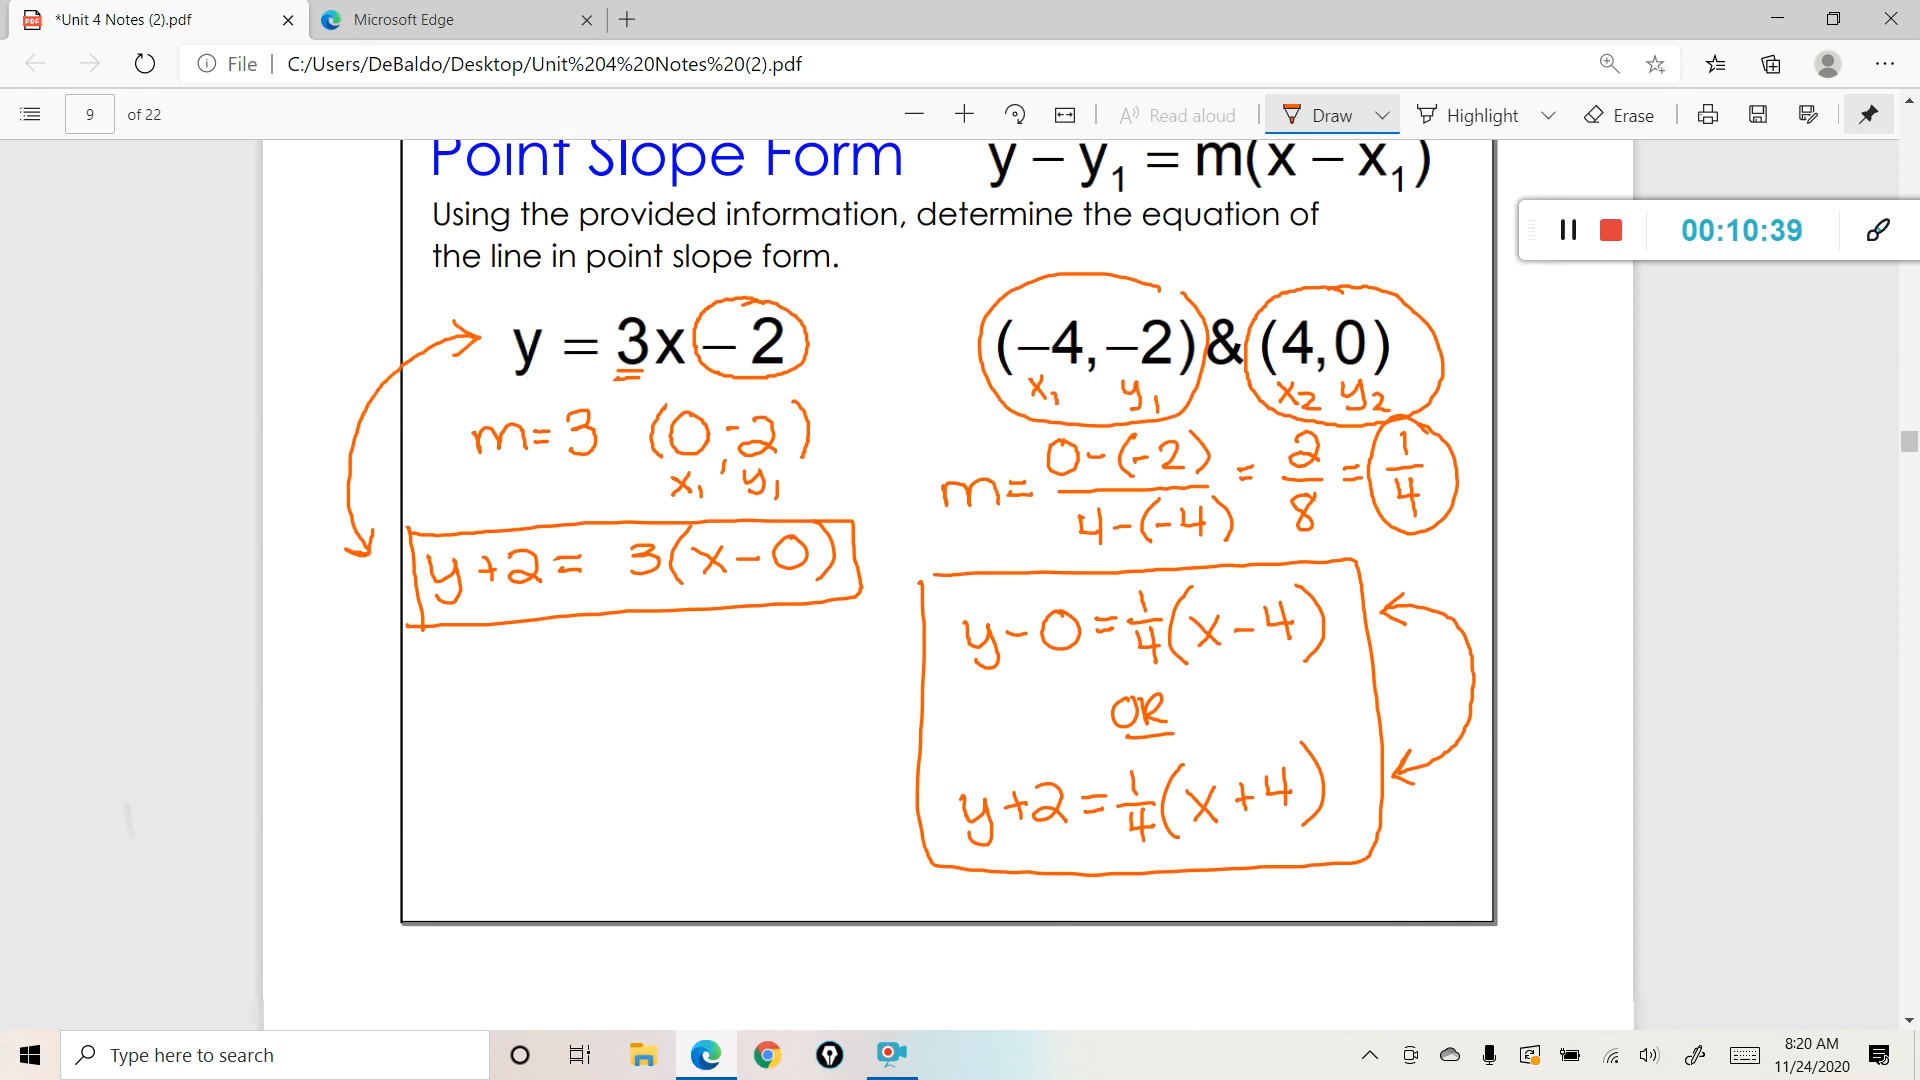 *Unit 4 Notes (2).pdf
Microsoft Edge
File
C:/Users/DeBaldo/Desktop/Unit%204%20Notes%20(2).pdf
9 of 22
Read aloud
Draw
Highlight
Erase
Point Slope Form y – y₁ = m(x – x₁)
Using the provided information, determine the equation of
the line in point slope form.
00:10:39
y = 3x – 2
m = 3 (0, -2)
x₁, y₁
y + 2 = 3(x - 0)
(–4,–2) & (4,0)
x₁ y₁ x₂ y₂
m = 0-(-2) / 4-(-4) = 2/8 = 1/4
y - 0 = 1/4 (x - 4)
OR
y + 2 = 1/4 (x + 4)
Type here to search
8:20 AM
11/24/2020